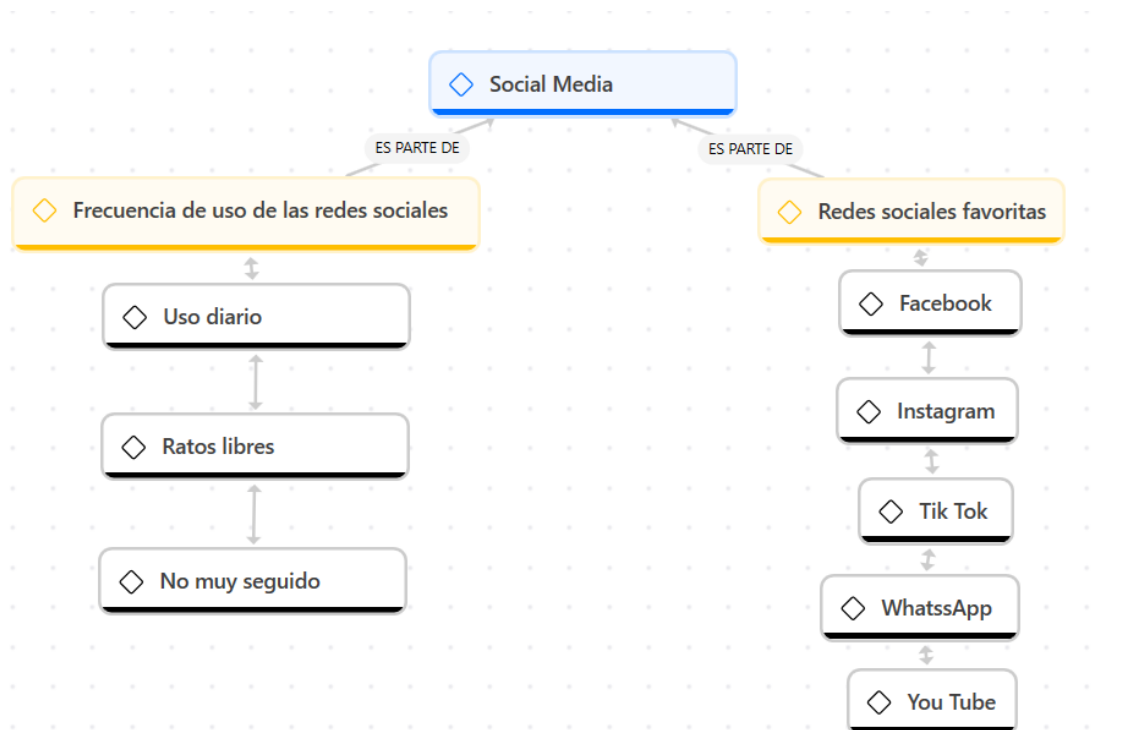 Social Media
ES PARTE DE
ES PARTE DE
Frecuencia de uso de las redes sociales
Redes sociales favoritas
Uso diario
Ratos libres
No muy seguido
Facebook
Instagram
Tik Tok
WhatssApp
You Tube